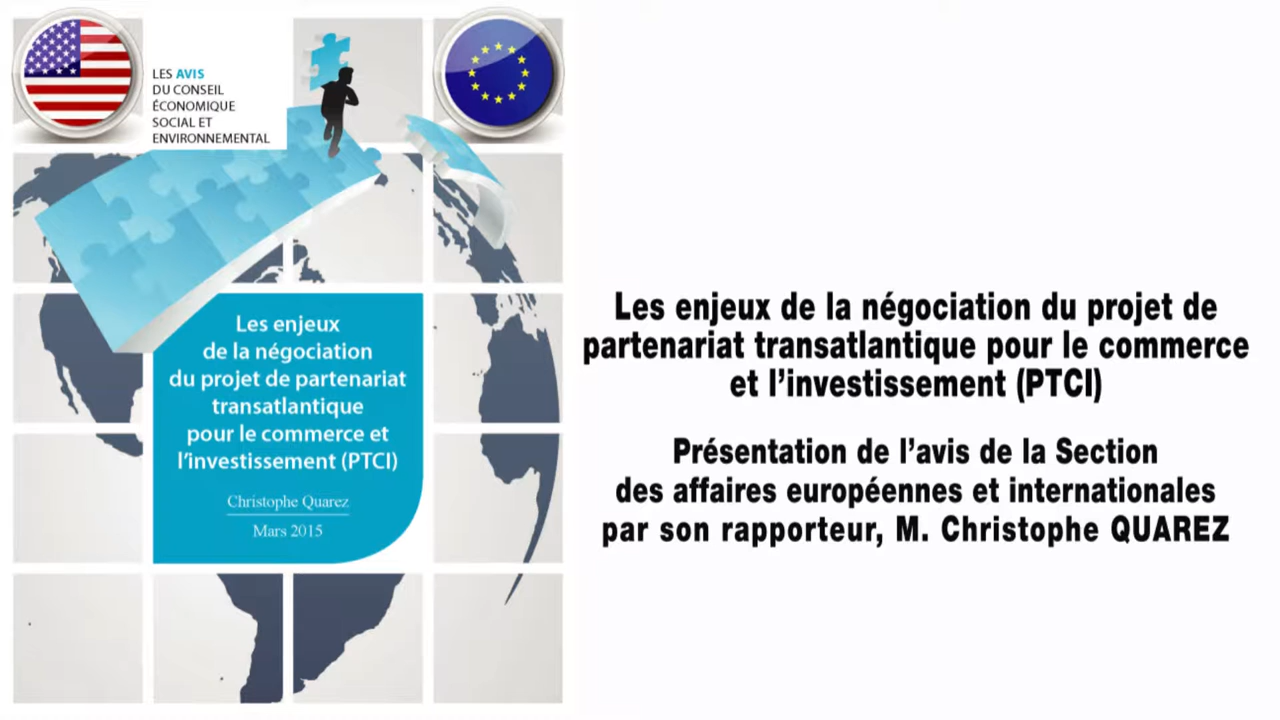 LES AVIS
DU CONSEIL
ÉCONOMIQUE
SOCIAL ET
ENVIRONNEMENTAL
Les enjeux
de la négociation
du projet de partenariat
transatlantique
pour le commerce et
l'investissement (PTCI)
Christophe Quarez
Mars 2015
Les enjeux de la négociation du projet de
partenariat transatlantique pour le commerce
et l'investissement (PTCI)
Présentation de l'avis de la Section
des affaires européennes et internationales
par son rapporteur, M. Christophe QUAREZ